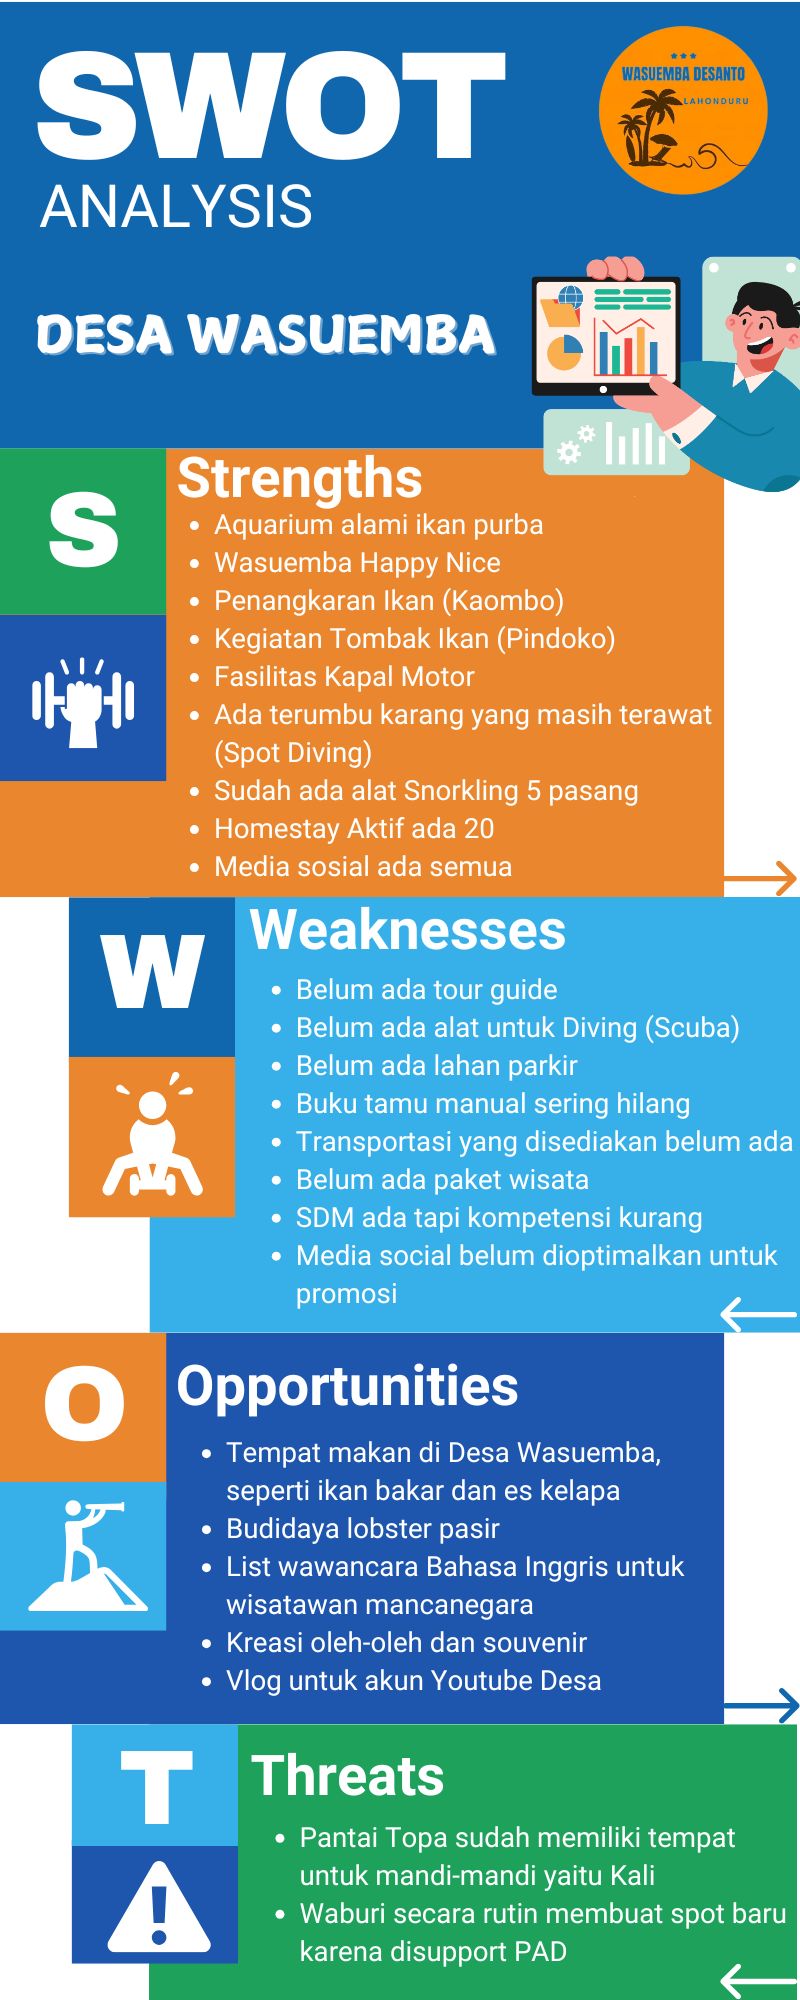 SWOT
ANALYSIS
WASUEMBA DESANTO
LAHONDURU
DESA WASUEMBA
S
Strengths
• Aquarium alami ikan purba
• Wasuemba Happy Nice
• Penangkaran Ikan (Kaombo)
• Kegiatan Tombak Ikan (Pindoko)
• Fasilitas Kapal Motor
• Ada terumbu karang yang masih terawat
(Spot Diving)
• Sudah ada alat Snorkling 5 pasang
• Homestay Aktif ada 20
• Media sosial ada semua
W
Weaknesses
• Belum ada tour guide
• Belum ada alat untuk Diving (Scuba)
• Belum ada lahan parkir
• Buku tamu manual sering hilang
• Transportasi yang disediakan belum ada
• Belum ada paket wisata
• SDM ada tapi kompetensi kurang
• Media social belum dioptimalkan untuk
promosi
O
Opportunities
• Tempat makan di Desa Wasuemba,
seperti ikan bakar dan es kelapa
• Budidaya lobster pasir
• List wawancara Bahasa Inggris untuk
wisatawan mancanegara
• Kreasi oleh-oleh dan souvenir
• Vlog untuk akun Youtube Desa
T
Threats
• Pantai Topa sudah memiliki tempat
untuk mandi-mandi yaitu Kali
• Waburi secara rutin membuat spot baru
karena disupport PAD